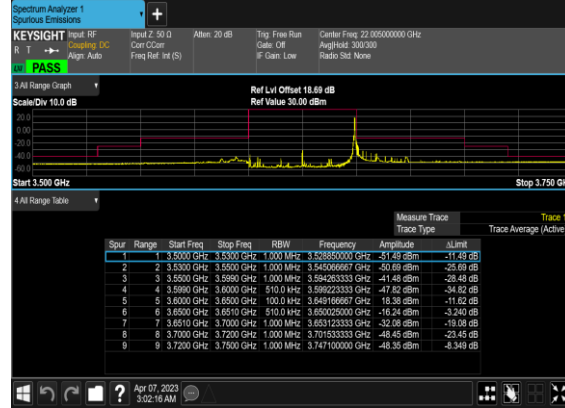 Spectrum Analyzer 1
Spurious Emissions
+
KEYSIGHT Input: RF Input Z: 50 Ω Atten: 20 dB Trig: Free Run Center Freq: 22.005000000 GHz
R T Coupling: DC Corr CCorr Gate: Off Avg|Hold: 300/300
Align: Auto Freq Ref: Int (S) IF Gain: Low Radio Std: None
PASS
3 All Range Graph
Ref Lvl Offset 18.69 dB
Scale/Div 10.0 dB Ref Value 30.00 dBm
20.0
0.00
-20.0
-40.0
-60.0
Start 3.500 GHz Stop 3.750 GH
4 All Range Table
Measure Trace Trace 1
Trace Type Trace Average (Active
Spur Range Start Freq Stop Freq RBW Frequency Amplitude ΔLimit
1 1 3.5000 GHz 3.5300 GHz 1.000 MHz 3.528850000 GHz -51.49 dBm -11.49 dB
2 2 3.5300 GHz 3.5500 GHz 1.000 MHz 3.545066667 GHz -50.69 dBm -25.69 dB
3 3 3.5500 GHz 3.5990 GHz 1.000 MHz 3.594263333 GHz -41.48 dBm -28.48 dB
4 4 3.5990 GHz 3.6000 GHz 510.0 kHz 3.599223333 GHz -47.82 dBm -34.82 dB
5 5 3.6000 GHz 3.6500 GHz 100.0 kHz 3.649166667 GHz 18.38 dBm -11.62 dB
6 6 3.6500 GHz 3.6510 GHz 510.0 kHz 3.650025000 GHz -16.24 dBm -3.240 dB
7 7 3.6510 GHz 3.7000 GHz 1.000 MHz 3.653123333 GHz -32.08 dBm -19.08 dB
8 8 3.7000 GHz 3.7200 GHz 1.000 MHz 3.701533333 GHz -48.45 dBm -23.45 dB
9 9 3.7200 GHz 3.7500 GHz 1.000 MHz 3.747100000 GHz -48.35 dBm -8.349 dB
? Apr 07, 2023
3:02:16 AM